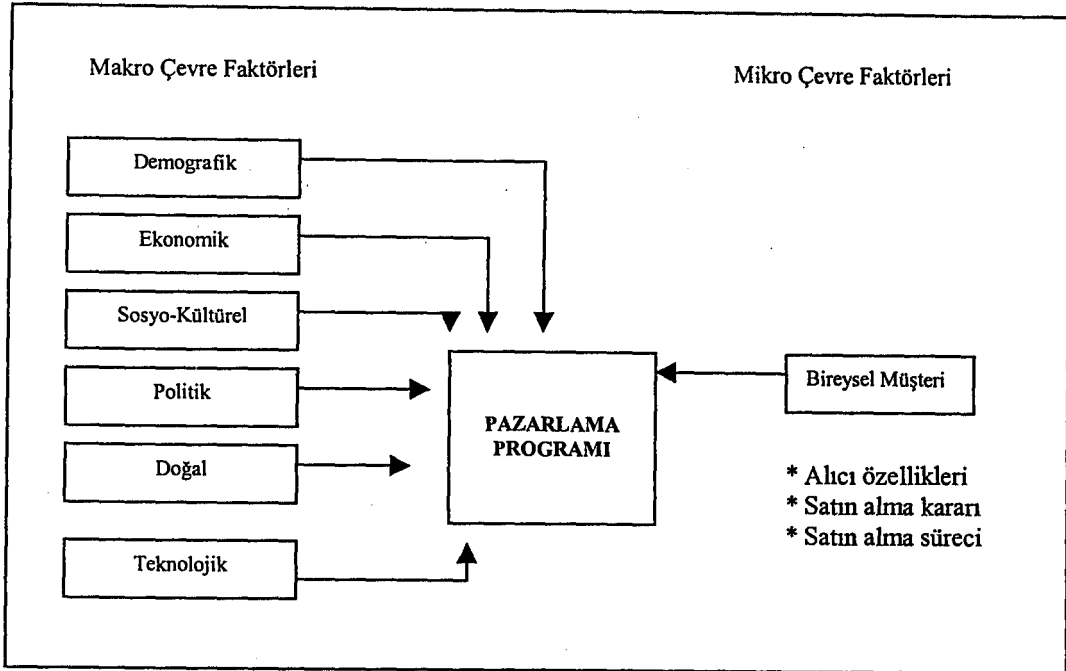 Makro Çevre Faktörleri
Mikro Çevre Faktörleri
Demografik
Ekonomik
Sosyo-Kültürel
Politik
Doğal
Teknolojik
PAZARLAMA
PROGRAMI
Bireysel Müşteri
* Alıcı özellikleri
* Satın alma kararı
* Satın alma süreci